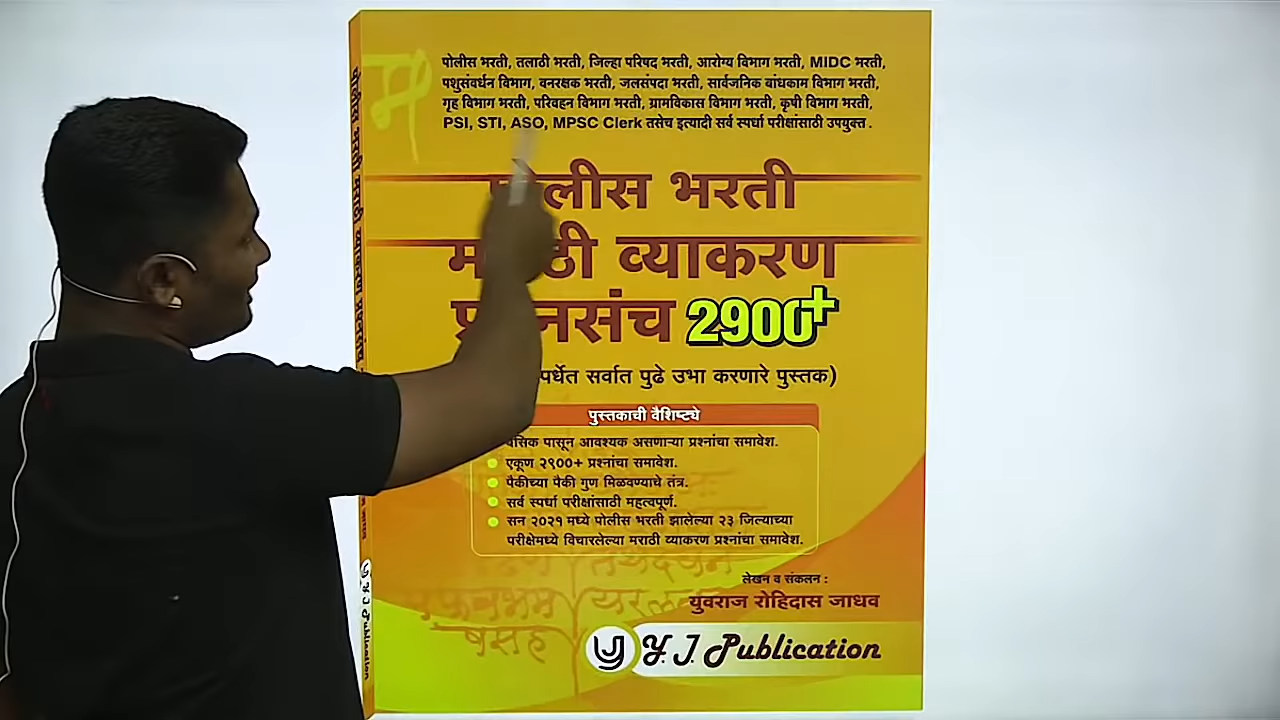 पोलीस भरती, तलाठी भरती, जिल्हा परिषद भरती, आरोग्य विभाग भरती, MIDC भरती,
पशुसंवर्धन विभाग, वनरक्षक भरती, जलसंपदा भरती, सार्वजनिक बांधकाम विभाग भरती,
गृह विभाग भरती, परिवहन विभाग भरती, ग्रामविकास विभाग भरती, कृषी विभाग भरती,
PSI, STI, ASO, MPSC Clerk तसेच इत्यादी सर्व स्पर्धा परीक्षांसाठी उपयुक्त.
म
भरती
व्याकरण
2900+
सर्वात पुढे उभा करणारे पुस्तक)
पुस्तकाची वैशिष्ट्ये
पासून आवश्यक असणाऱ्या प्रश्नांचा समावेश.
एकूण २९००+ प्रश्नांचा समावेश.
पैकीच्या पैकी गुण मिळवण्याचे तंत्र.
सर्व स्पर्धा परीक्षांसाठी महत्वपूर्ण.
सन २०२१ मध्ये पोलीस भरती झालेल्या २३ जिल्याच्या
परीक्षेमध्ये विचारलेल्या मराठी व्याकरण प्रश्नांचा समावेश.
लेखन व संकलन :
युवराज रोहिदास जाधव
Y. J. Publication
Y J Publication